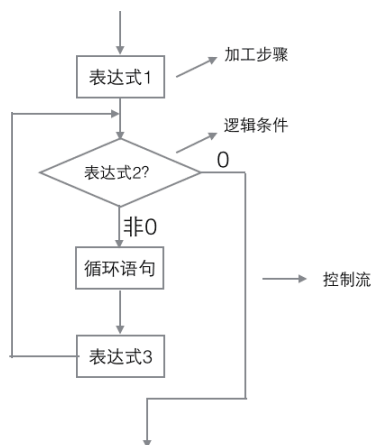 表达式1
加工步骤
逻辑条件
表达式2?
0
非0
循环语句
控制流
表达式3